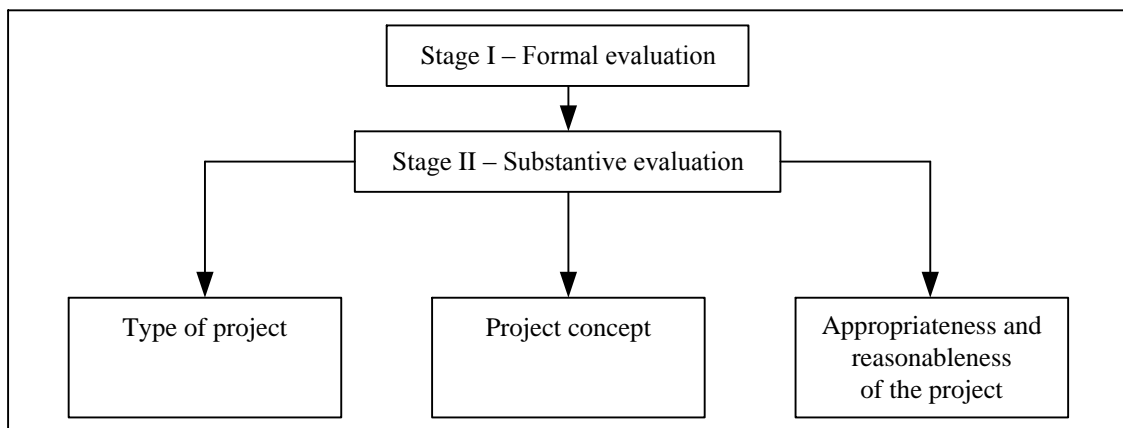 Stage I – Formal evaluation
Stage II – Substantive evaluation
Type of project
Project concept
Appropriateness and
reasonableness
of the project